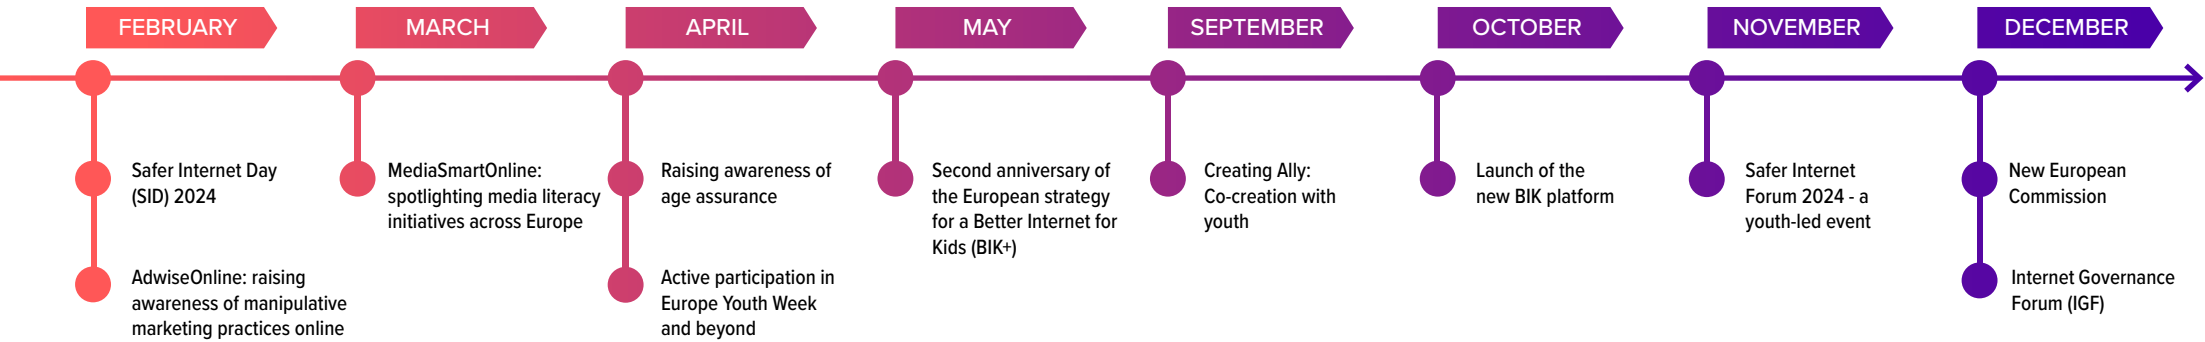 FEBRUARY
MARCH
APRIL
MAY
SEPTEMBER
OCTOBER
NOVEMBER
DECEMBER
Safer Internet Day
(SID) 2024
AdwiseOnline: raising
awareness of manipulative
marketing practices online
MediaSmartOnline:
spotlighting media literacy
initiatives across Europe
Raising awareness of
age assurance
Active participation in
Europe Youth Week
and beyond
Second anniversary of
the European strategy
for a Better Internet for
Kids (BIK+)
Creating Ally:
Co-creation with
youth
Launch of the
new BIK platform
Safer Internet
Forum 2024 - a
youth-led event
New European
Commission
Internet Governance
Forum (IGF)